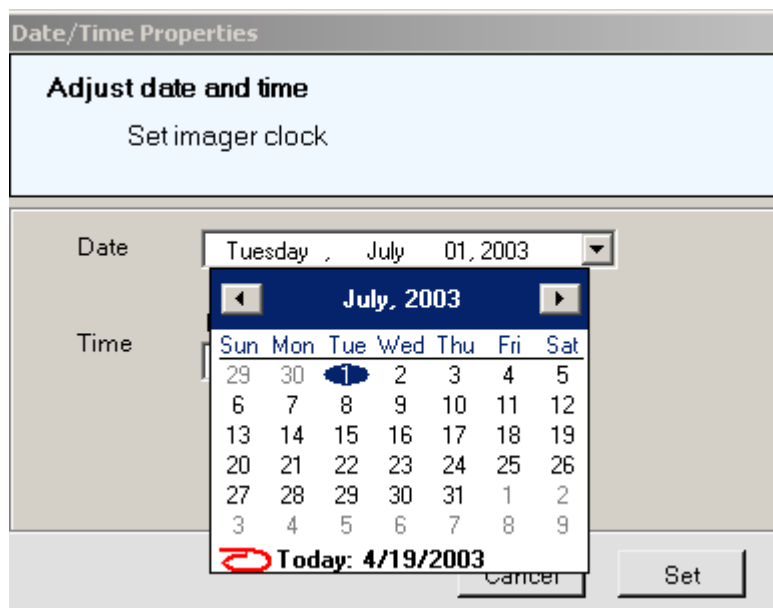 Date/Time Properties
Adjust date and time
Set imager clock
Date
Tuesday , July 01, 2003
July, 2003
Time
Sun Mon Tue Wed Thu Fri Sat
29 30 1 2 3 4 5
6 7 8 9 10 11 12
13 14 15 16 17 18 19
20 21 22 23 24 25 26
27 28 29 30 31 1 2
3 4 5 6 7 8 9
Today: 4/19/2003
Cancel Set